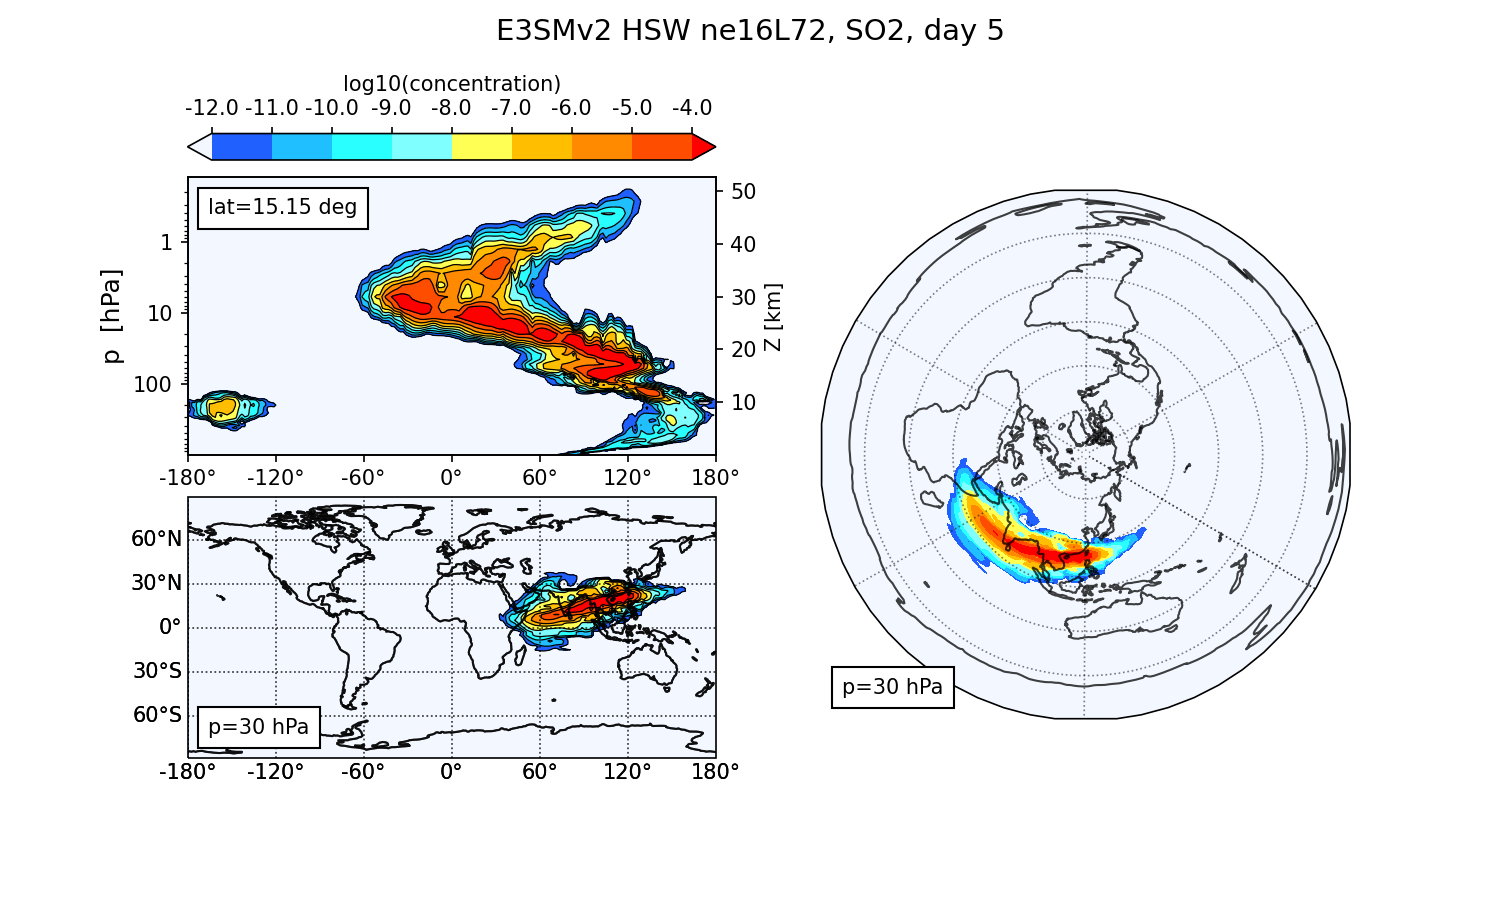 E3SMv2 HSW ne16L72, SO2, day 5
log10(concentration)
-12.0 -11.0 -10.0 -9.0 -8.0 -7.0 -6.0 -5.0 -4.0
lat=15.15 deg
p [hPa]
1
10
100
50
40
30
20
10
Z [km]
-180° -120° -60° 0° 60° 120° 180°
60°N
30°N
0°
30°S
60°S
p=30 hPa
-180° -120° -60° 0° 60° 120° 180°
p=30 hPa